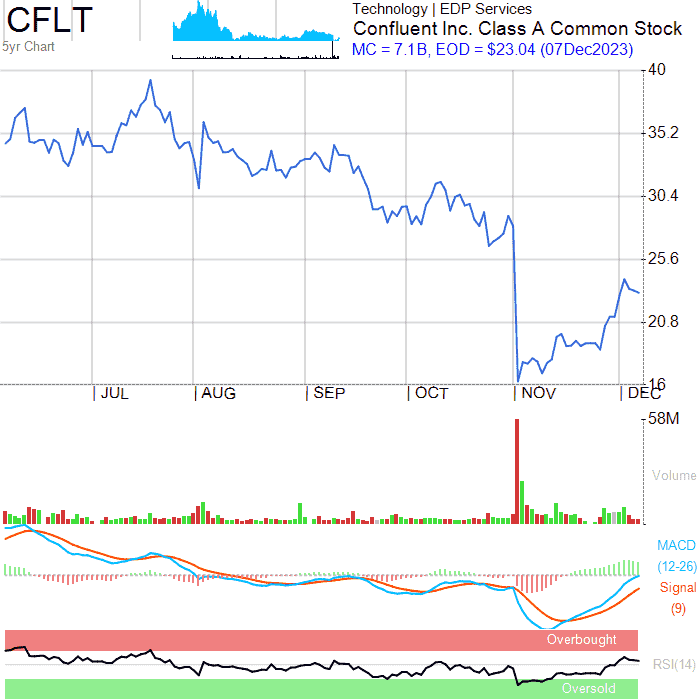 CFLT
5yr Chart
Technology | EDP Services
Confluent Inc. Class A Common Stock
MC = 7.1B, EOD = $23.04 (07Dec2023)
40
35.2
30.4
25.6
20.8
16
JUL
AUG
SEP
OCT
NOV
DEC
58M
Volume
MACD
(12-26)
Signal
(9)
Overbought
RSI(14)
Oversold